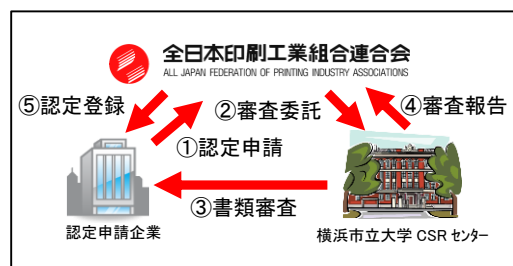 全日本印刷工業組合連合会
ALL JAPAN FEDERATION OF PRINTING INDUSTRY ASSOCIATIONS
⑤認定登録
②審査委託
④審査報告
①認定申請
③書類審査
認定申請企業
横浜市立大学 CSR センター